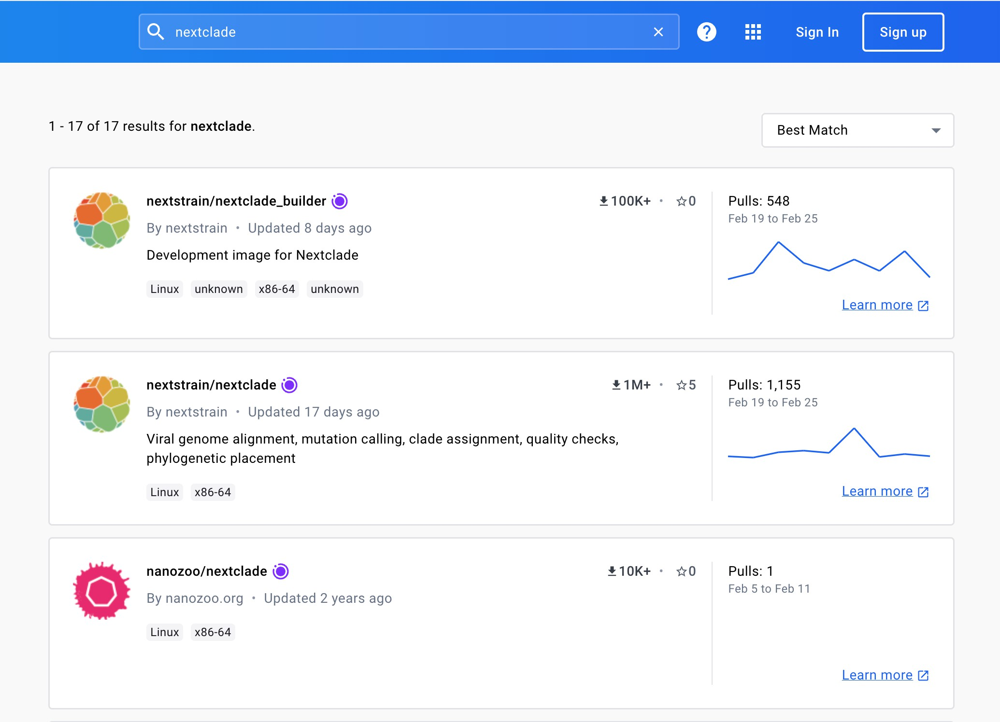 nextclade
Sign In
Sign up
1 - 17 of 17 results for nextclade.
Best Match
nextstrain/nextclade_builder
100K+ • 0
By nextstrain • Updated 8 days ago
Development image for Nextclade
Linux unknown x86-64 unknown
Pulls: 548
Feb 19 to Feb 25
Learn more
nextstrain/nextclade
1M+ • 5
By nextstrain • Updated 17 days ago
Viral genome alignment, mutation calling, clade assignment, quality checks,
phylogenetic placement
Linux x86-64
Pulls: 1,155
Feb 19 to Feb 25
Learn more
nanozoo/nextclade
10K+ • 0
By nanozoo.org • Updated 2 years ago
Linux x86-64
Pulls: 1
Feb 5 to Feb 11
Learn more